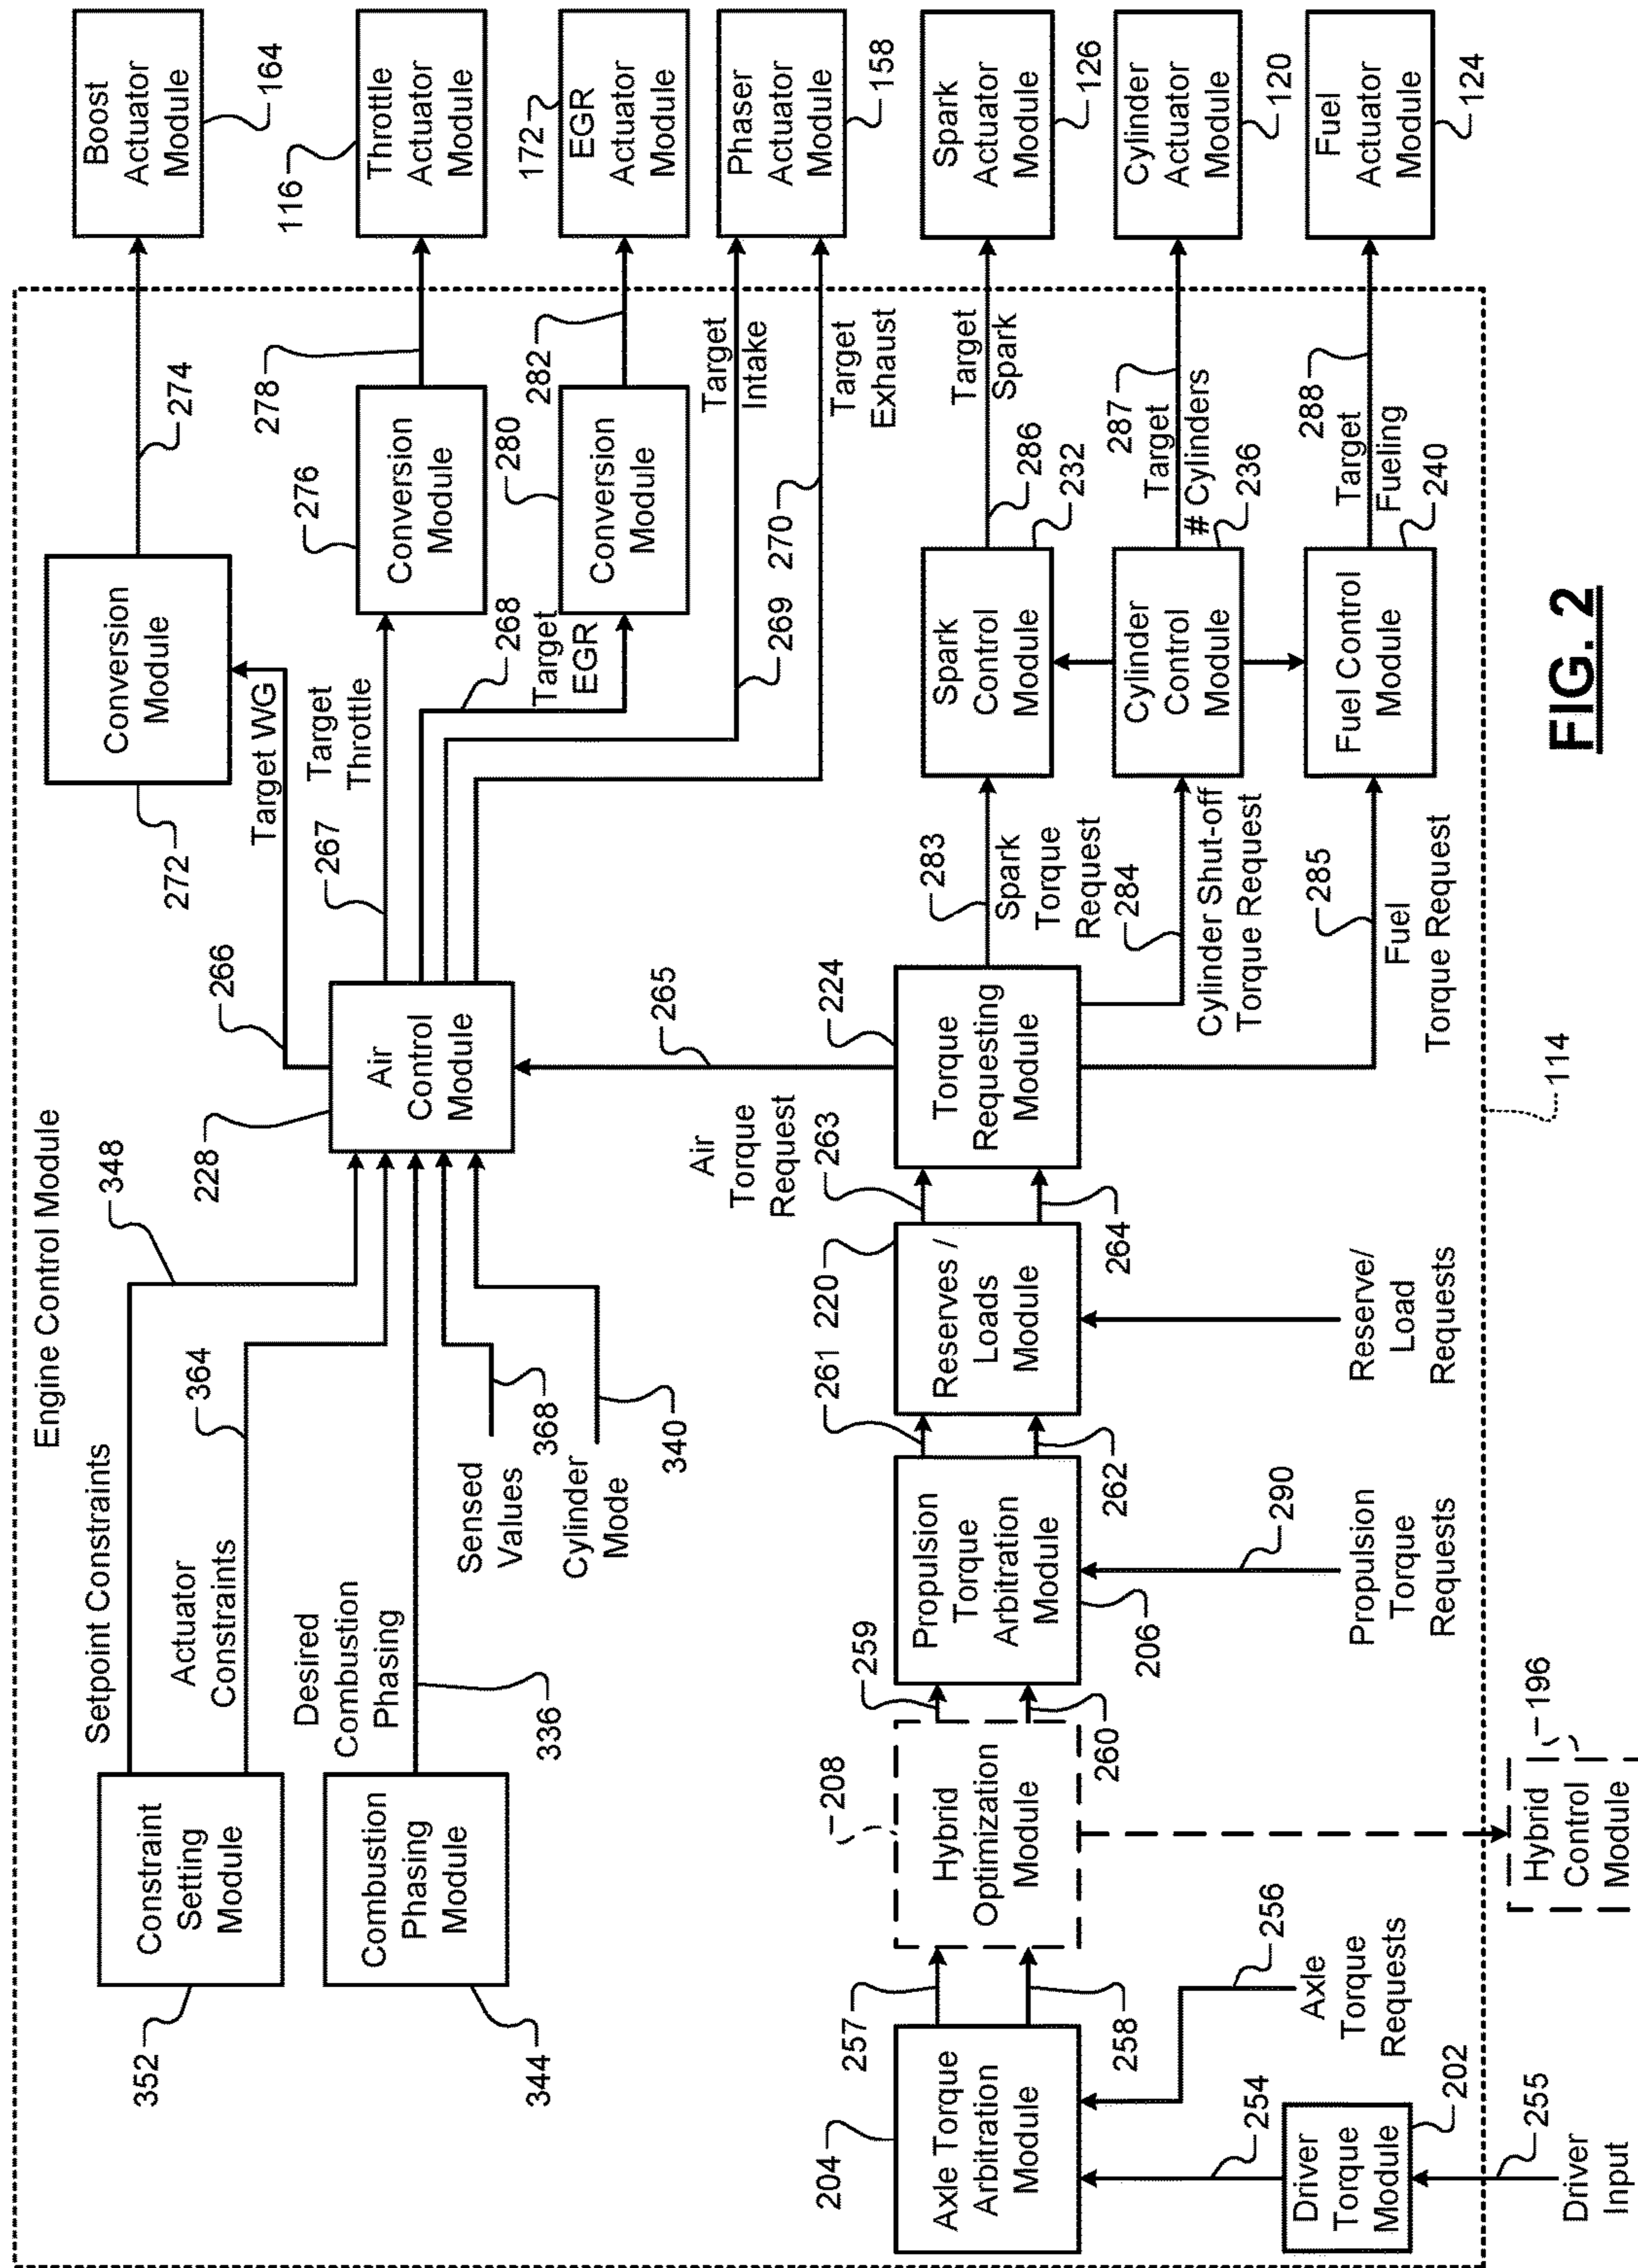 Engine Control Module
Setpoint Constraints
348
Actuator
Constraints
364
Constraint
Setting
Module
352
Desired
Combustion
Phasing
336
Combustion
Phasing
Module
344
Sensed
Values
368
Cylinder
Mode
340
228
Air
Control
Module
266
Target WG
272
Conversion
Module
274
Boost
Actuator
Module
164
267
Target
Throttle
276
Conversion
Module
278
116
Throttle
Actuator
Module
268
Target
EGR
280
Conversion
Module
282
172
EGR
Actuator
Module
269
Target
Intake
270
Target
Exhaust
Phaser
Actuator
Module
158
265
Air
Torque
Request
204
Axle Torque
Arbitration
Module
257
258
254
Driver
Torque
Module
202
255
Driver
Input
256
Axle
Torque
Requests
208
Hybrid
Optimization
Module
259
260
196
Hybrid
Control
Module
Propulsion
Torque
Arbitration
Module
206
290
Propulsion
Torque
Requests
261
262
220
Reserves /
Loads
Module
Reserve/
Load
Requests
263
264
224
Torque
Requesting
Module
283
Spark
Torque
Request
284
Cylinder Shut-off
Torque Request
285
Fuel
Torque Request
114
Spark
Control
Module
232
286
Target
Spark
Spark
Actuator
Module
126
Cylinder
Control
Module
236
287
Target
# Cylinders
Cylinder
Actuator
Module
120
Fuel Control
Module
240
288
Target
Fueling
Fuel
Actuator
Module
124
FIG. 2